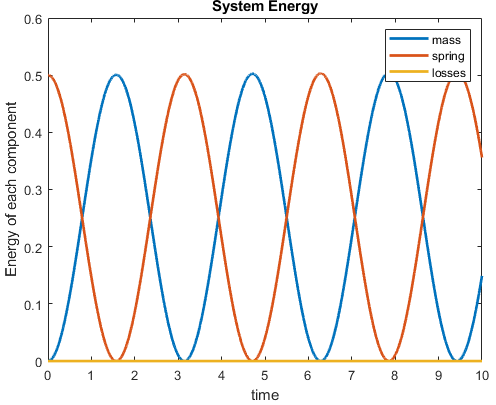 System Energy
0.6
0.5
0.4
0.3
0.2
0.1
0
Energy of each component
mass
spring
losses
0 1 2 3 4 5 6 7 8 9 10
time